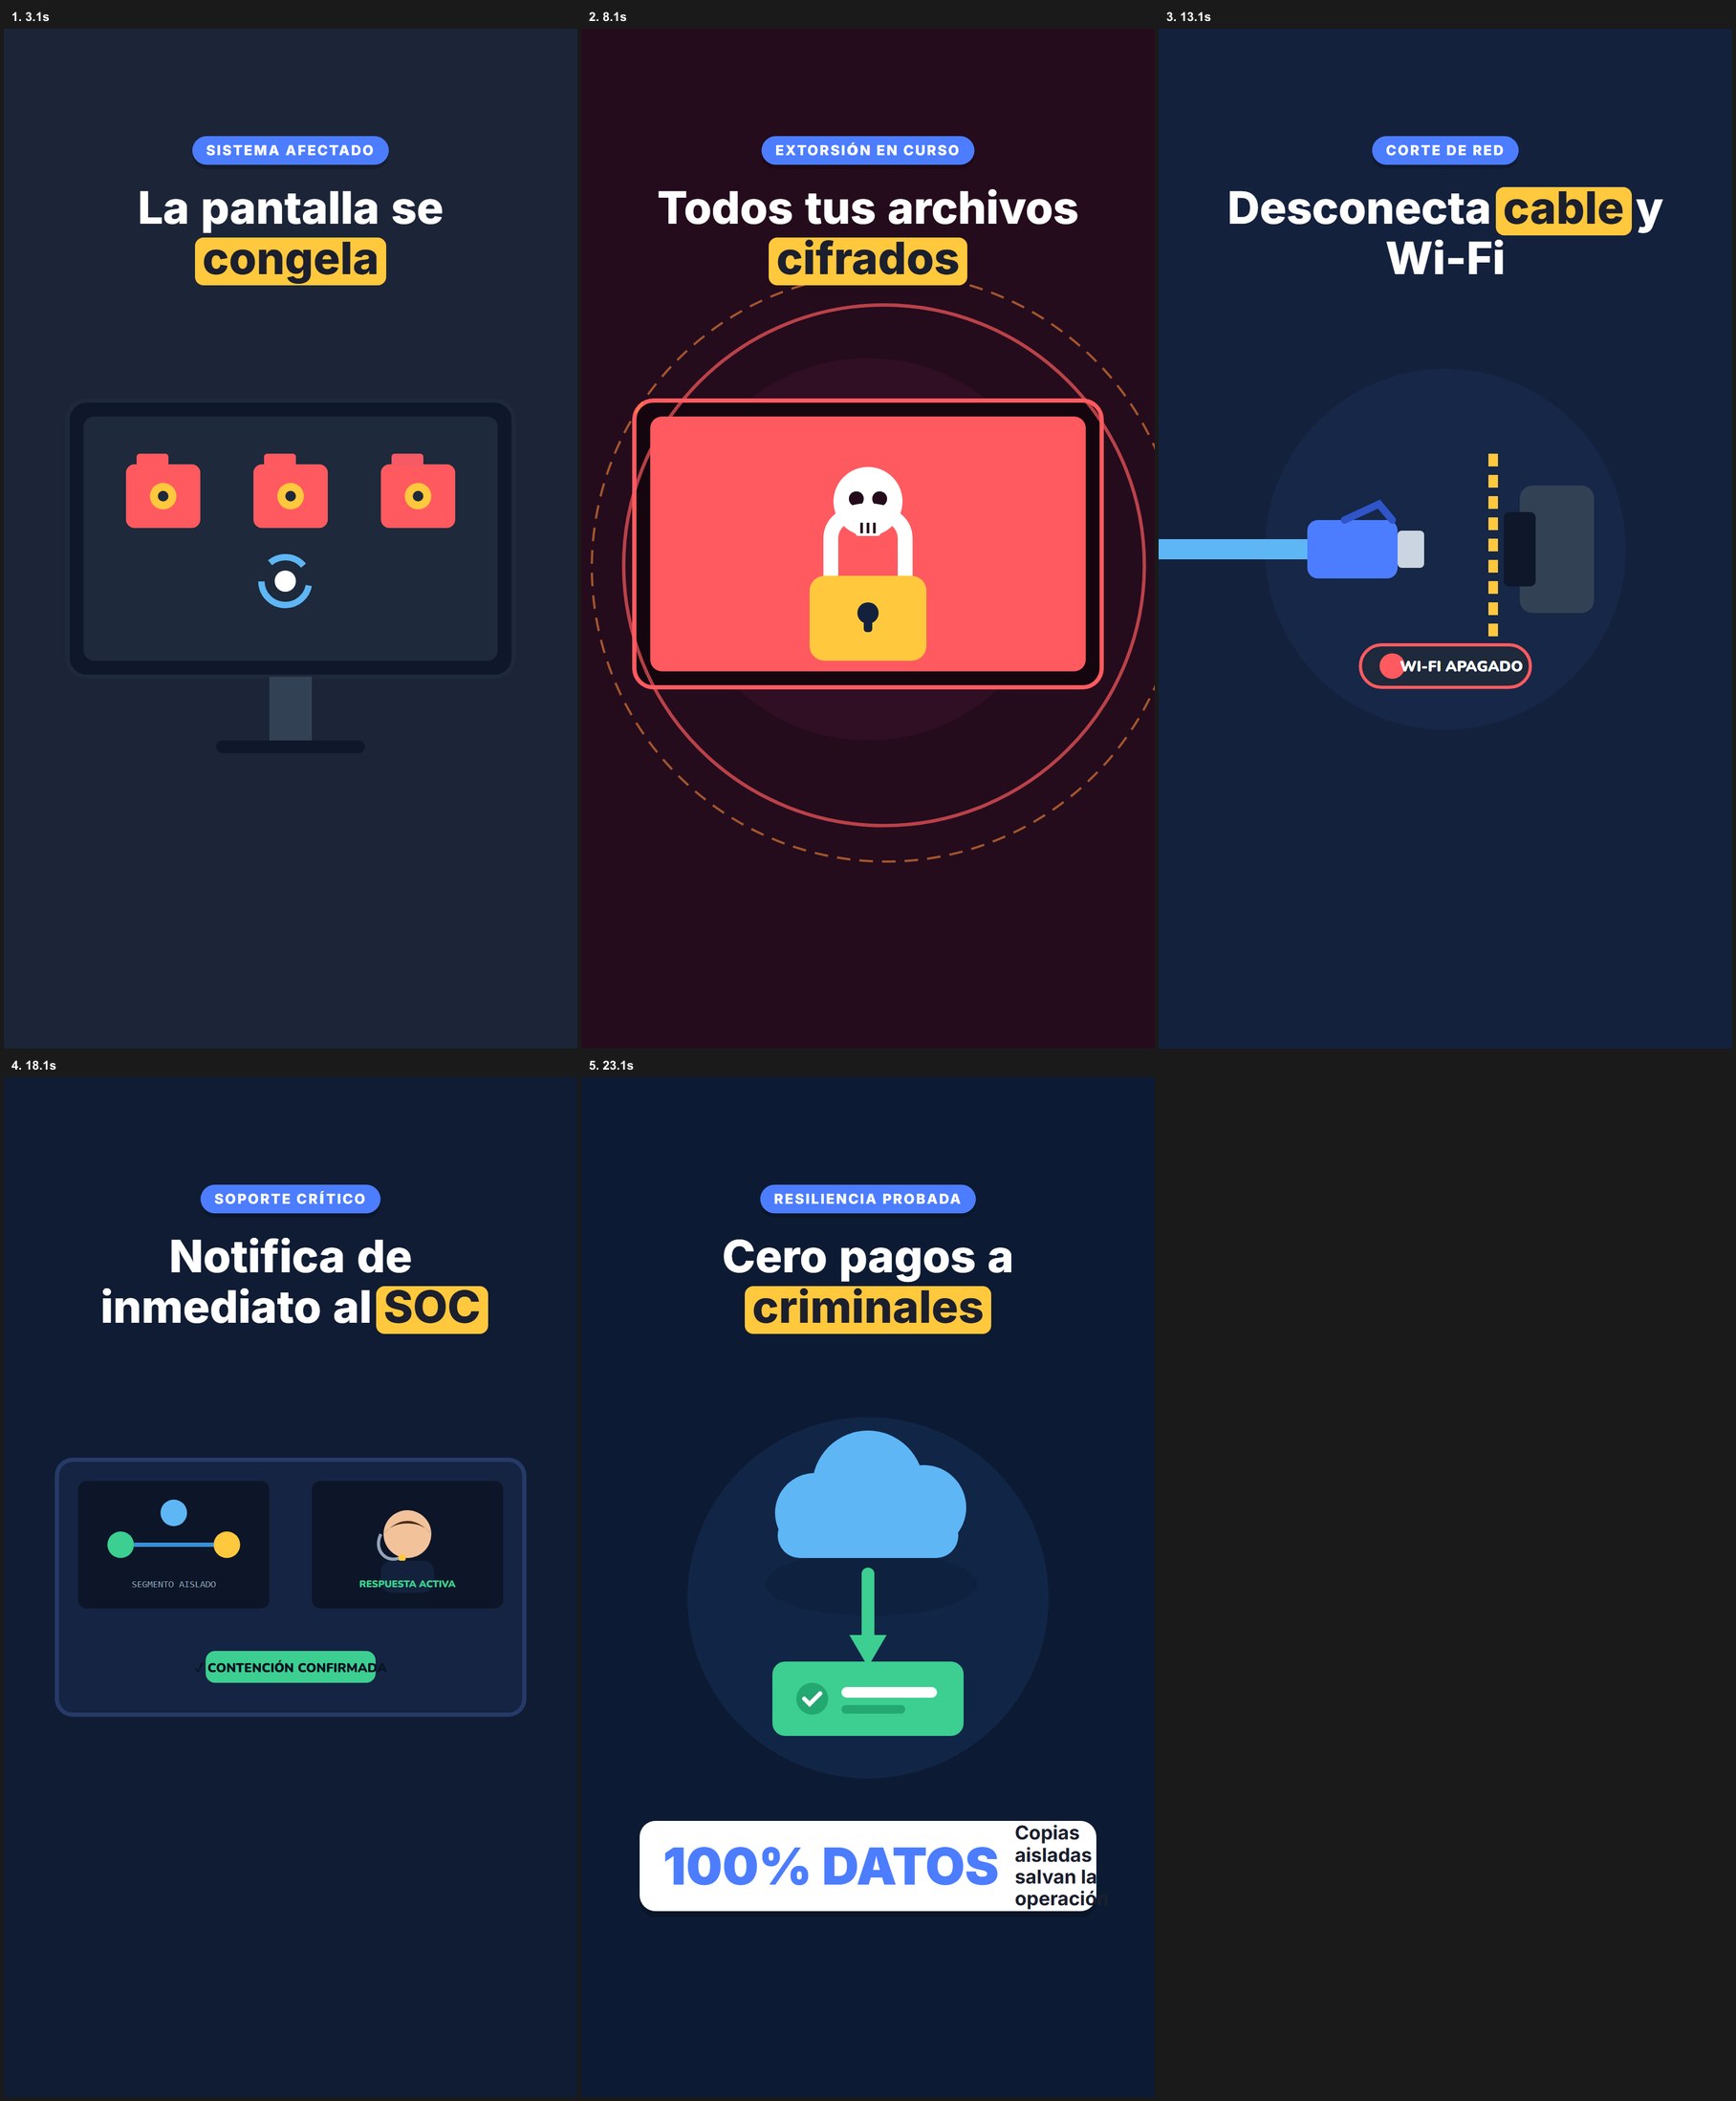 1. 3.1s
SISTEMA AFECTADO
La pantalla se
congela
2. 8.1s
EXTORSIÓN EN CURSO
Todos tus archivos
cifrados
3. 13.1s
CORTE DE RED
Desconecta cable y
Wi-Fi
WI-FI APAGADO
4. 18.1s
SOPORTE CRÍTICO
Notifica de
inmediato al SOC
SEGMENTO AISLADO
RESPUESTA ACTIVA
✓ CONTENCIÓN CONFIRMADA
5. 23.1s
RESILIENCIA PROBADA
Cero pagos a
criminales
100% DATOS
Copias
aisladas
salvan la
operación